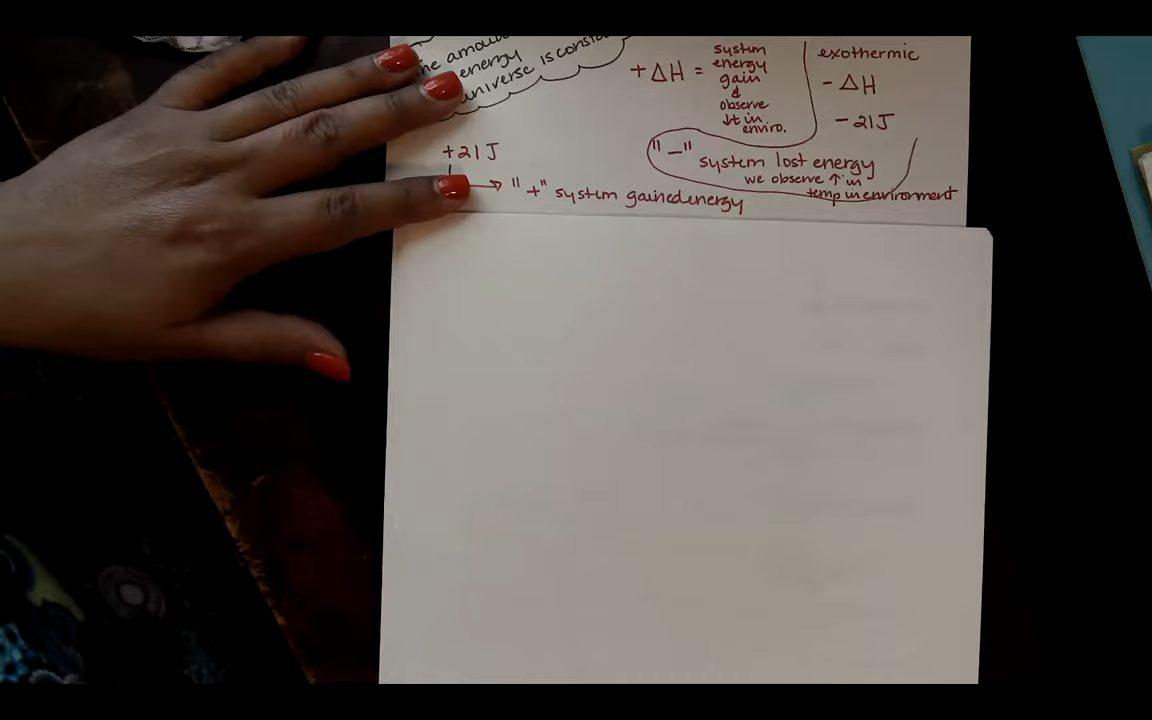 he amou
energy
universe is consta
+ ΔH =
system
energy
gain
&
observe
↓t in
enviro.
exothermic
- ΔH
- 21J
"—" system lost energy
we observe ↑ in
temp in environment
+21J
→ "+" system gained energy